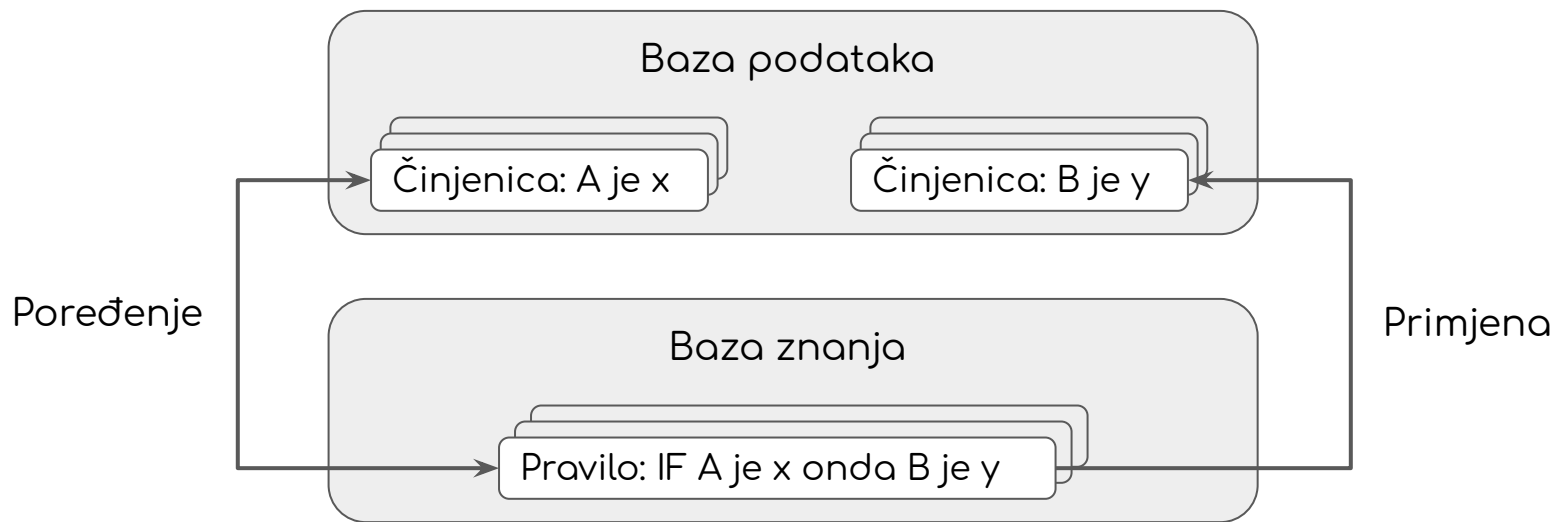 Baza podataka
Činjenica: A je x
Činjenica: B je y
Poređenje
Primjena
Baza znanja
Pravilo: IF A je x onda B je y